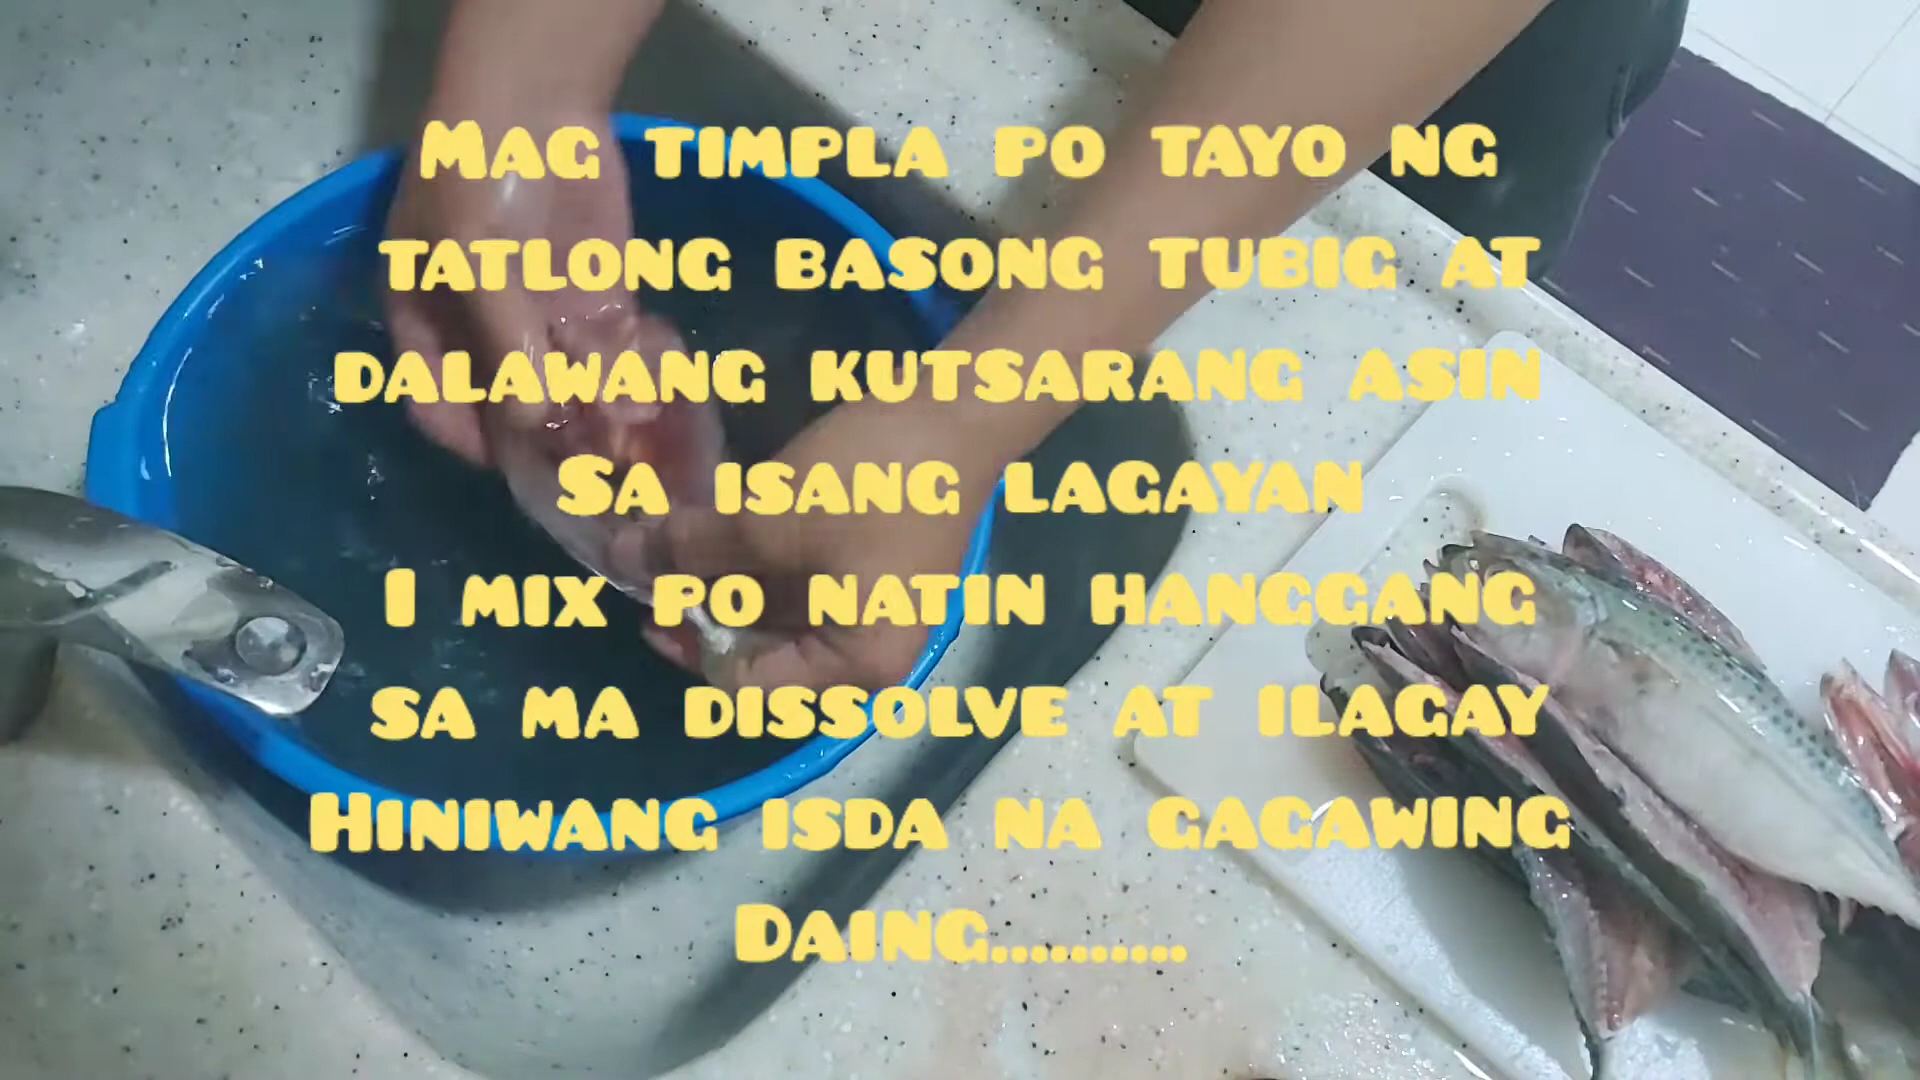 Mag timpla po tayo ng
tatlong basong tubig at
dalawang kutsarang asin
Sa isang lagayan
I mix po natin hanggang
sa ma dissolve at ilagay
Hiniwang isda na gagawing
Daing..........